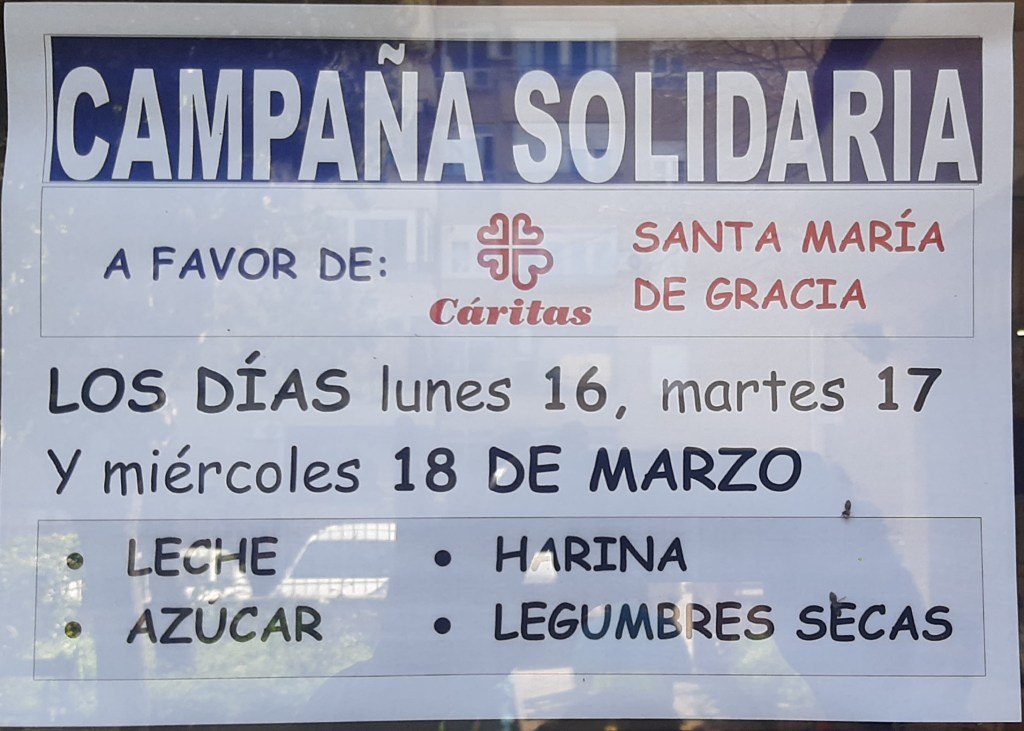 CAMPAÑA SOLIDARIA
A FAVOR DE:
Cáritas
SANTA MARÍA
DE GRACIA
LOS DÍAS lunes 16, martes 17
Y miércoles 18 DE MARZO
• LECHE
• HARINA
• AZÚCAR
• LEGUMBRES SECAS